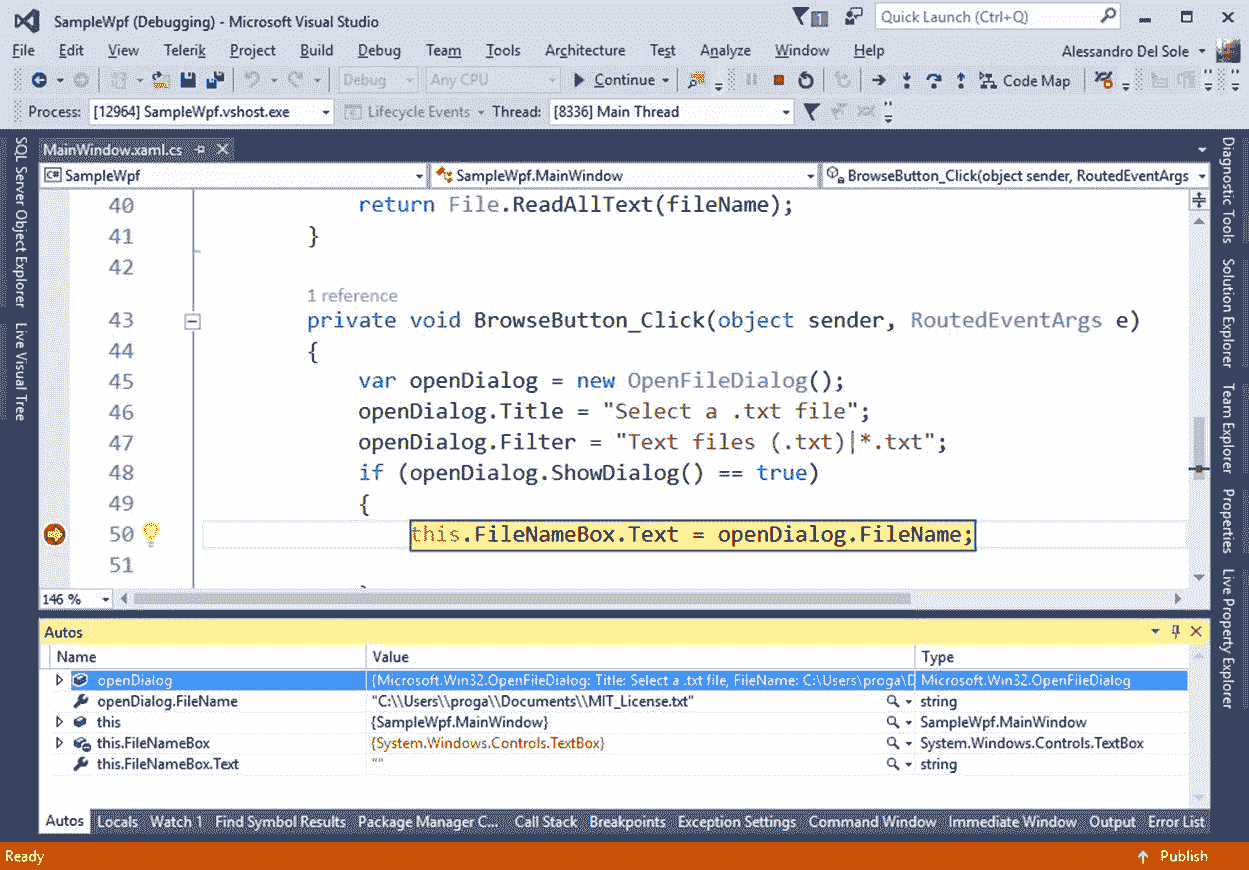 SampleWpf (Debugging) - Microsoft Visual Studio
1
Quick Launch (Ctrl+Q)
File Edit View Telerik Project Build Debug Team Tools Architecture Test Analyze Window Help
Alessandro Del Sole
Debug Any CPU Continue Code Map
Process: [12964] SampleWpf.vshost.exe Lifecycle Events Thread: [8336] Main Thread
SQL Server Object Explorer
Live Visual Tree
MainWindow.xaml.cs
C# SampleWpf SampleWpf.MainWindow BrowseButton_Click(object sender, RoutedEventArgs
40 return File.ReadAllText(fileName);
41 }
42
1 reference
43 private void BrowseButton_Click(object sender, RoutedEventArgs e)
44 {
45 var openDialog = new OpenFileDialog();
46 openDialog.Title = "Select a .txt file";
47 openDialog.Filter = "Text files (.txt)|*.txt";
48 if (openDialog.ShowDialog() == true)
49 {
50 this.FileNameBox.Text = openDialog.FileName;
51
146 %
Diagnostic Tools
Solution Explorer
Team Explorer
Properties
Live Property Explorer
Autos
Name Value Type
openDialog {Microsoft.Win32.OpenFileDialog: Title: Select a .txt file, FileName: C:\Users\proga\D Microsoft.Win32.OpenFileDialog
openDialog.FileName "C:\\Users\\proga\\Documents\\MIT_License.txt" string
this {SampleWpf.MainWindow} SampleWpf.MainWindow
this.FileNameBox {System.Windows.Controls.TextBox} System.Windows.Controls.TextBox
this.FileNameBox.Text "" string
Autos Locals Watch 1 Find Symbol Results Package Manager C... Call Stack Breakpoints Exception Settings Command Window Immediate Window Output Error List
Ready
Publish